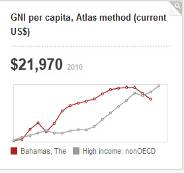 GNI per capita, Atlas method (current
US$)
$21,970 2010
Bahamas, The High income: nonOECD